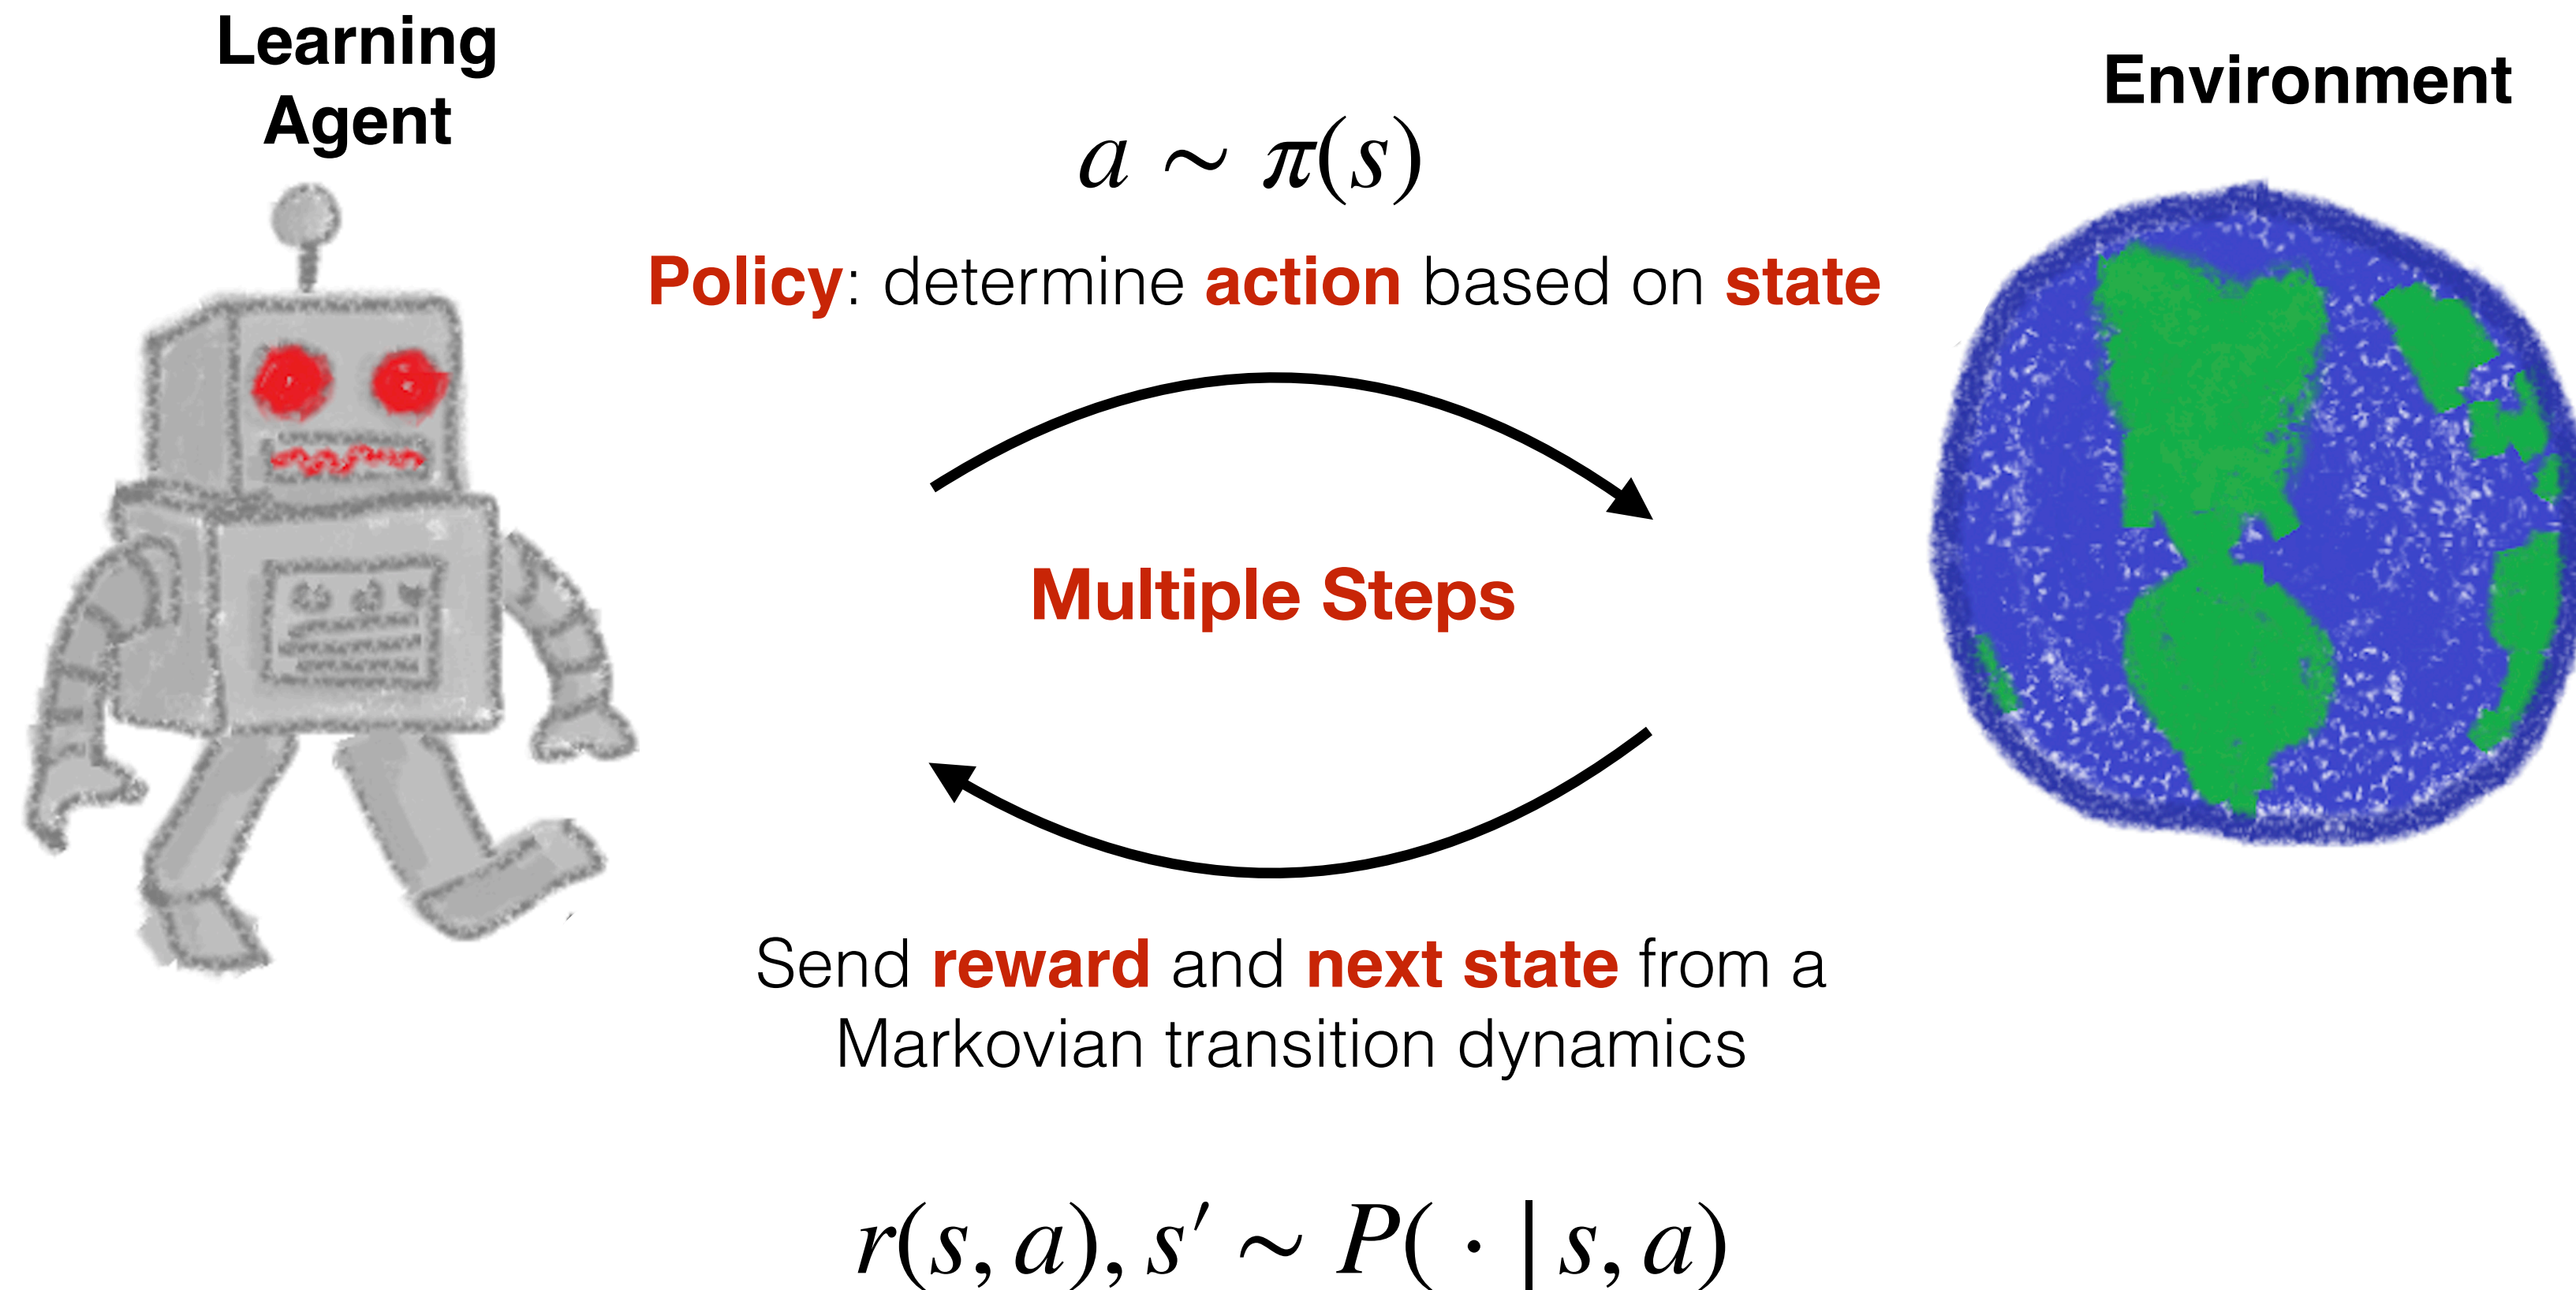 Learning
Agent
Environment
a ∼ π(s)
Policy: determine action based on state
Multiple Steps
Send reward and next state from a
Markovian transition dynamics
r(s, a), s′ ∼ P( · | s, a)